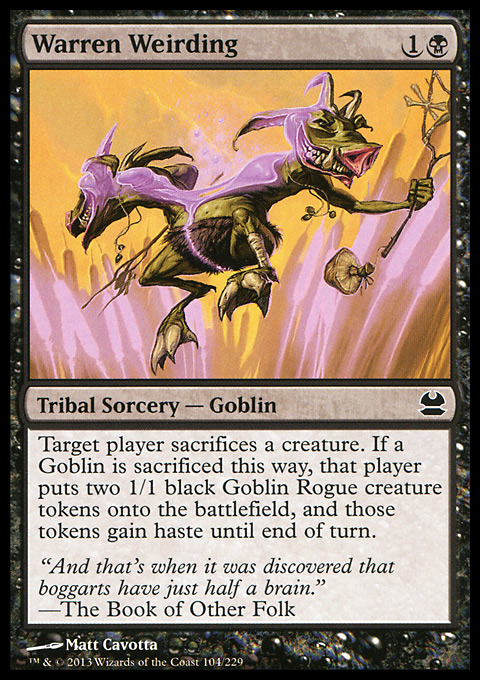 Warren Weirding 1
Tribal Sorcery — Goblin
Target player sacrifices a creature. If a
Goblin is sacrificed this way, that player
puts two 1/1 black Goblin Rogue creature
tokens onto the battlefield, and those
tokens gain haste until end of turn.
“And that’s when it was discovered that
boggarts have just half a brain.”
—The Book of Other Folk
Matt Cavotta
™ & © 2013 Wizards of the Coast 104/229